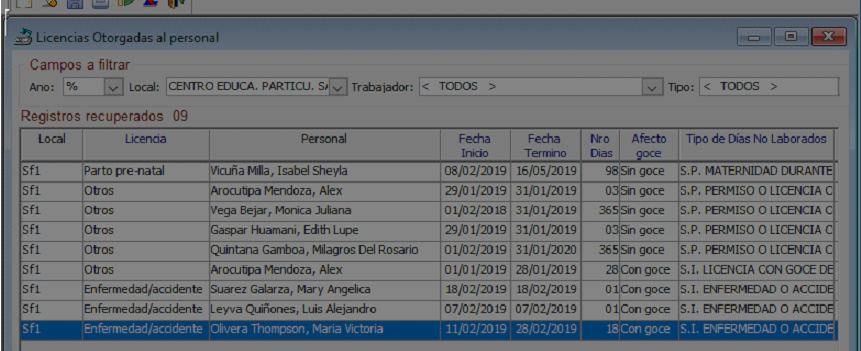 Licencias Otorgadas al personal
Campos a filtrar
Ano: % Local: CENTRO EDUCA. PARTICU. SA Trabajador: < TODOS > Tipo: < TODOS >
Registros recuperados 09
Local Licencia Personal Fecha Inicio Fecha Termino Nro Dias Afecto goce Tipo de Días No Laborados
Sf1 Parto pre-natal Vicuña Milla, Isabel Sheyla 08/02/2019 16/05/2019 98 Sin goce S.P. MATERNIDAD DURANTE
Sf1 Otros Arocutipa Mendoza, Alex 29/01/2019 31/01/2019 03 Sin goce S.P. PERMISO O LICENCIA C
Sf1 Otros Vega Bejar, Monica Juliana 01/02/2018 31/01/2019 365 Sin goce S.P. PERMISO O LICENCIA C
Sf1 Otros Gaspar Huamani, Edith Lupe 29/01/2019 31/01/2019 03 Sin goce S.P. PERMISO O LICENCIA C
Sf1 Otros Quintana Gamboa, Milagros Del Rosario 01/02/2019 31/01/2020 365 Sin goce S.P. PERMISO O LICENCIA C
Sf1 Otros Arocutipa Mendoza, Alex 01/01/2019 28/01/2019 28 Con goce S.I. LICENCIA CON GOCE DE
Sf1 Enfermedad/accidente Suarez Galarza, Mary Angelica 18/02/2019 18/02/2019 01 Con goce S.I. ENFERMEDAD O ACCIDE
Sf1 Enfermedad/accidente Leyva Quiñones, Luis Alejandro 07/02/2019 07/02/2019 01 Con goce S.I. ENFERMEDAD O ACCIDE
Sf1 Enfermedad/accidente Olivera Thompson, Maria Victoria 11/02/2019 28/02/2019 18 Con goce S.I. ENFERMEDAD O ACCIDE